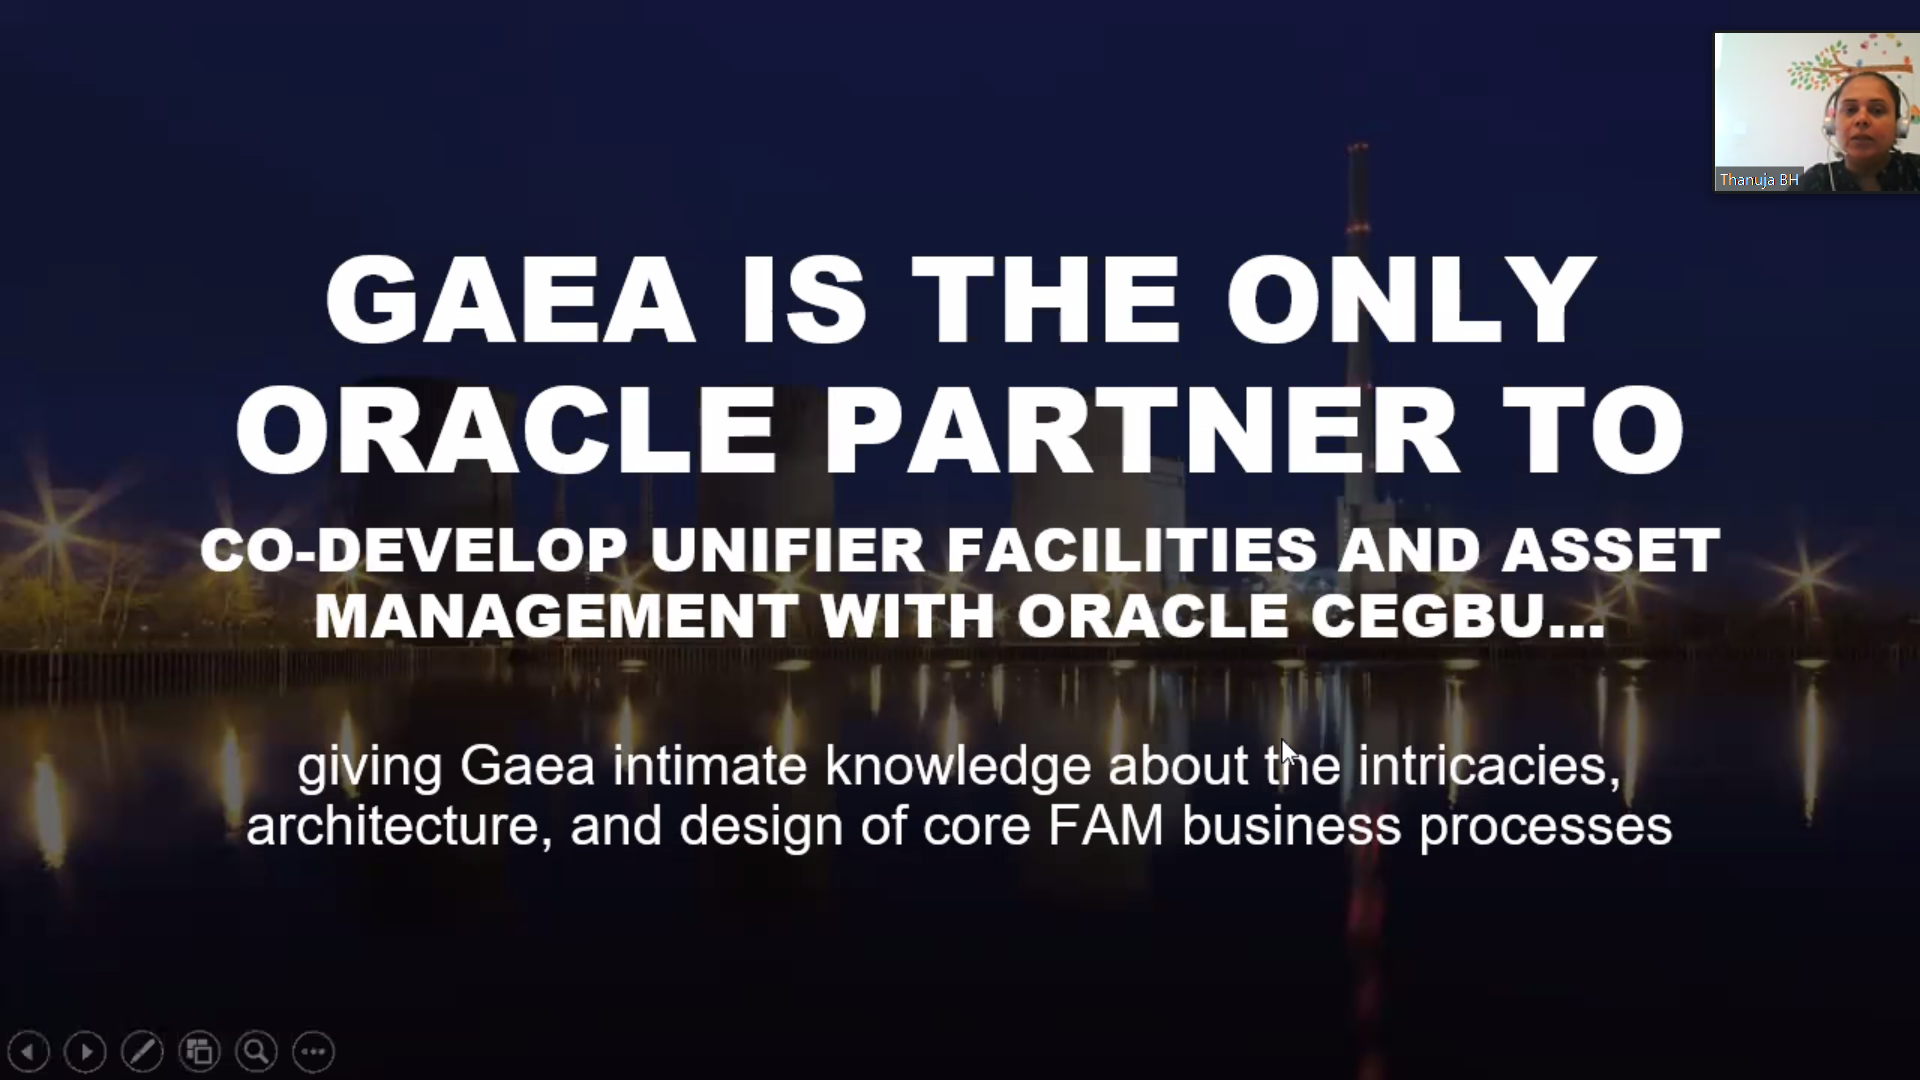 Thanuja BH
GAEA IS THE ONLY
ORACLE PARTNER TO
CO-DEVELOP UNIFIER FACILITIES AND ASSET
MANAGEMENT WITH ORACLE CEGBU...
giving Gaea intimate knowledge about the intricacies,
architecture, and design of core FAM business processes